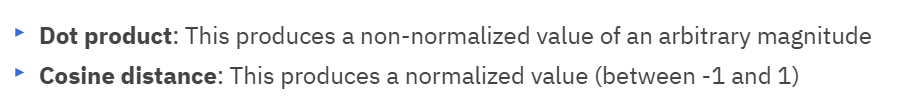 Dot product: This produces a non-normalized value of an arbitrary magnitude
Cosine distance: This produces a normalized value (between -1 and 1)